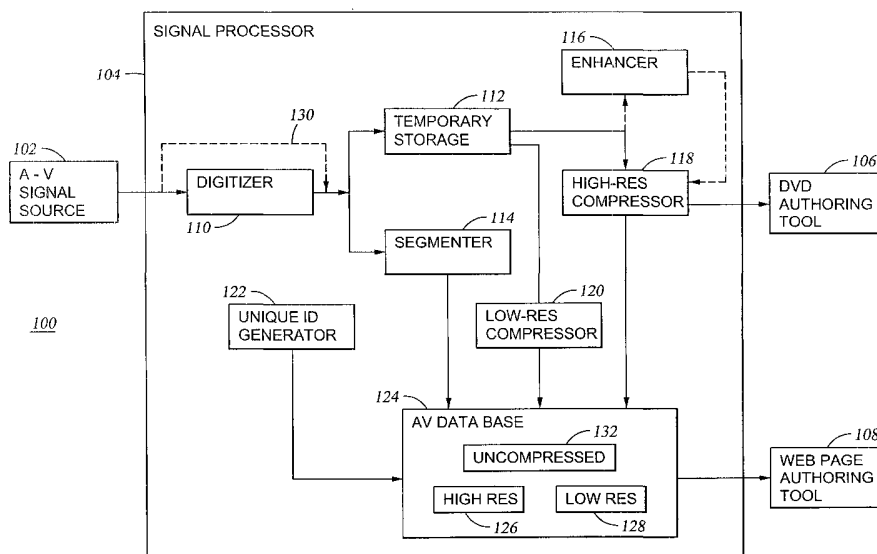 SIGNAL PROCESSOR
104
116
ENHANCER
112
TEMPORARY
STORAGE
130
102
A - V
SIGNAL
SOURCE
DIGITIZER
110
118
HIGH-RES
COMPRESSOR
106
DVD
AUTHORING
TOOL
114
SEGMENTER
122
UNIQUE ID
GENERATOR
120
LOW-RES
COMPRESSOR
100
124
AV DATA BASE
132
UNCOMPRESSED
HIGH RES
126
LOW RES
128
108
WEB PAGE
AUTHORING
TOOL